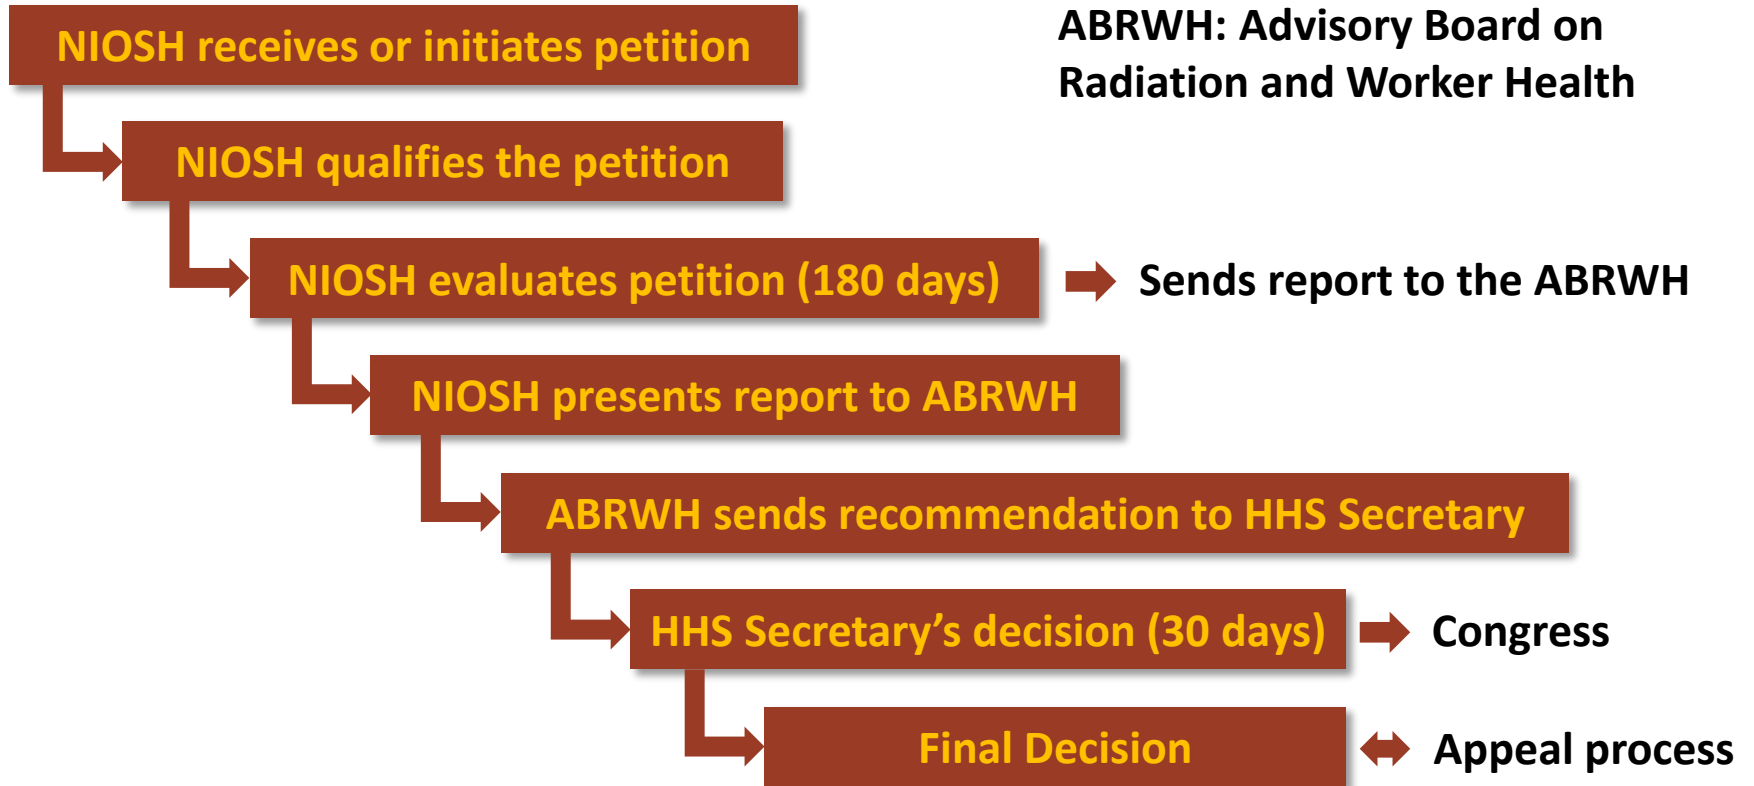 NIOSH receives or initiates petition
ABRWH: Advisory Board on
Radiation and Worker Health
NIOSH qualifies the petition
NIOSH evaluates petition (180 days)
Sends report to the ABRWH
NIOSH presents report to ABRWH
ABRWH sends recommendation to HHS Secretary
HHS Secretary’s decision (30 days)
Congress
Final Decision
Appeal process